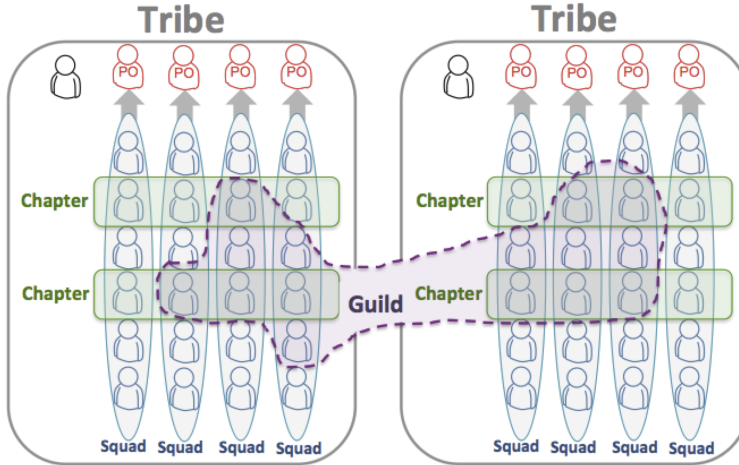 Tribe Tribe
PO PO PO PO PO PO PO PO
Chapter
Chapter Guild Chapter
Chapter
Squad Squad Squad Squad Squad Squad Squad Squad